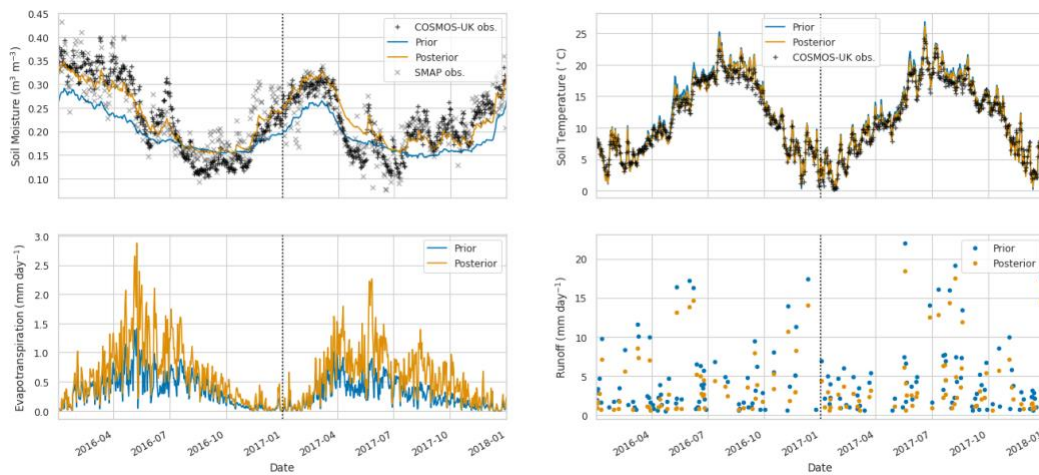 0.45
0.40
0.35
0.30
0.25
0.20
0.15
0.10
Soil Moisture (m³ m⁻³)
COSMOS-UK obs.
Prior
Posterior
SMAP obs.
25
20
15
10
5
0
Soil Temperature (°C)
Prior
Posterior
COSMOS-UK obs.
3.0
2.5
2.0
1.5
1.0
0.5
0.0
Evapotranspiration (mm day⁻¹)
Prior
Posterior
2016-04
2016-07
2016-10
2017-01
2017-04
2017-07
2017-10
2018-01
Date
20
15
10
5
0
Runoff (mm day⁻¹)
Prior
Posterior
2016-04
2016-07
2016-10
2017-01
2017-04
2017-07
2017-10
2018-01
Date